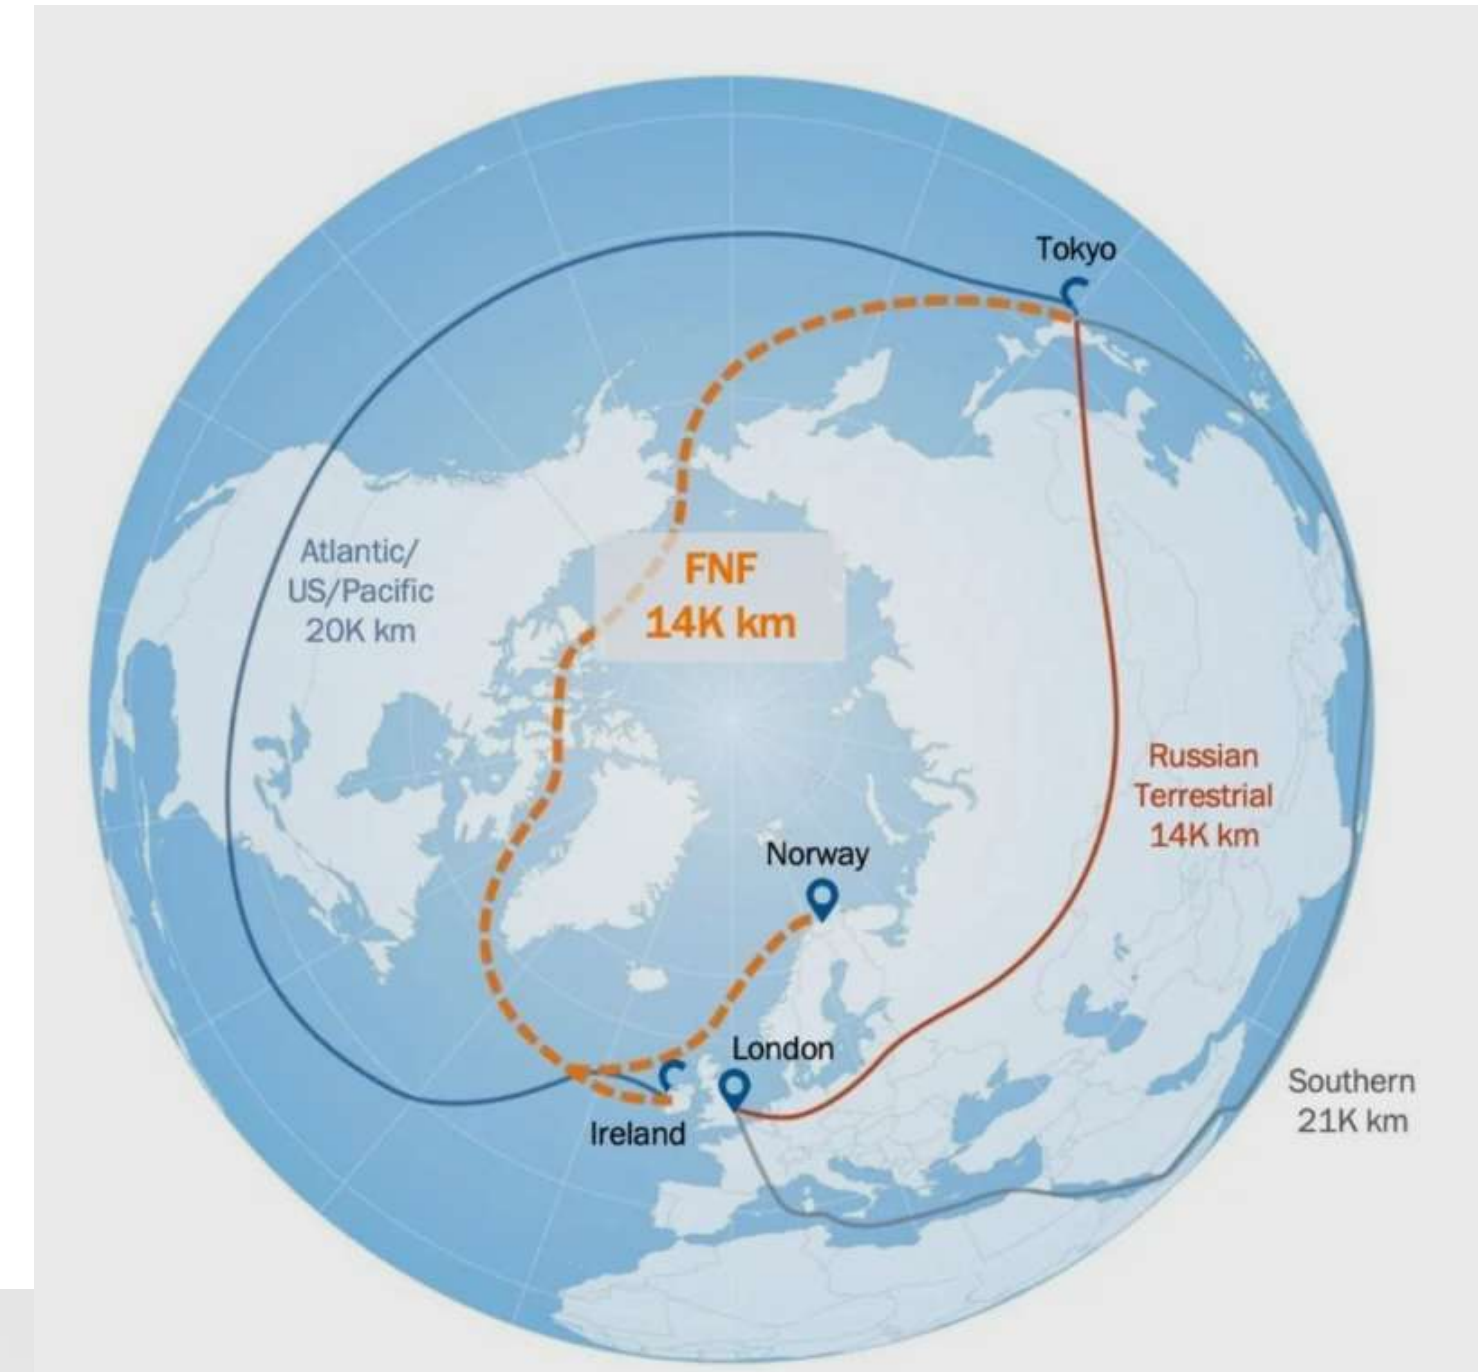 Tokyo
Atlantic/
US/Pacific
20K km
FNF
14K km
Russian
Terrestrial
14K km
Norway
London
Ireland
Southern
21K km